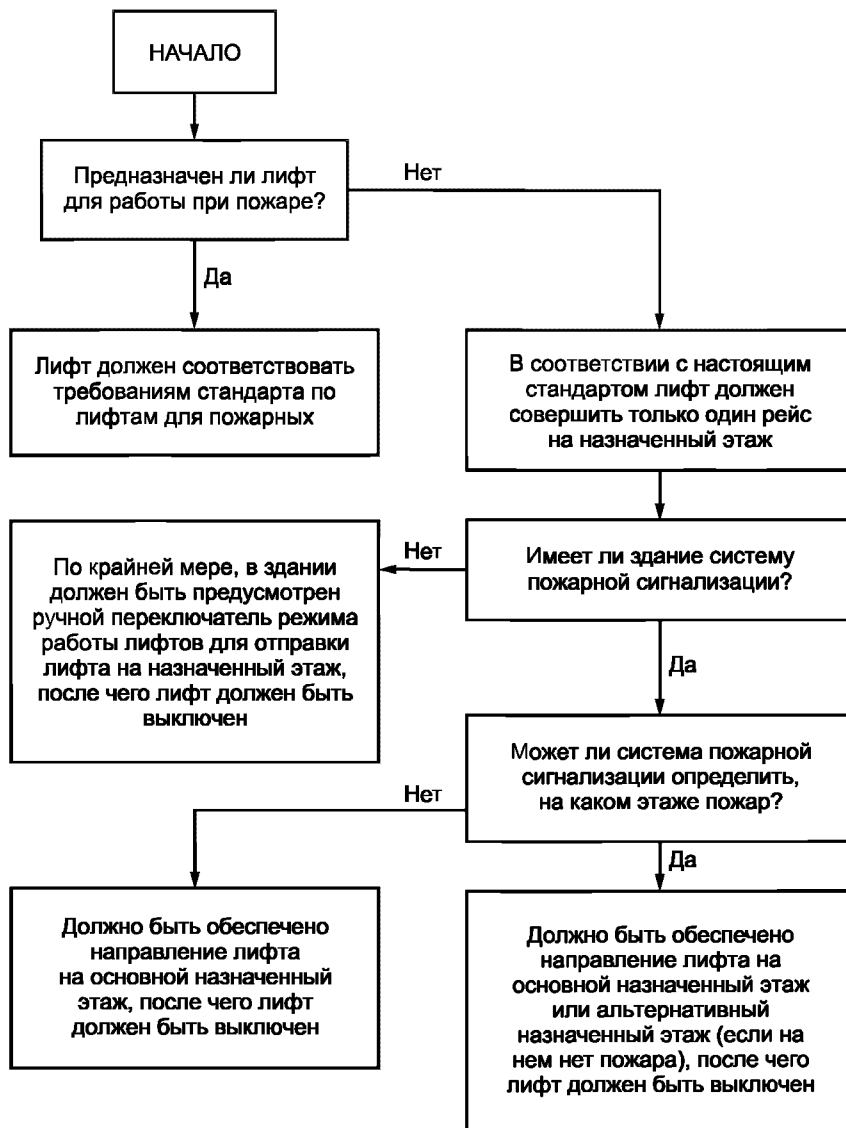 НАЧАЛО
Предназначен ли лифт
для работы при пожаре?
Нет
Да
Лифт должен соответствовать
требованиям стандарта по
лифтам для пожарных
В соответствии с настоящим
стандартом лифт должен
совершить только один рейс
на назначенный этаж
Имеет ли здание систему
пожарной сигнализации?
Нет
По крайней мере, в здании
должен быть предусмотрен
ручной переключатель режима
работы лифтов для отправки
лифта на назначенный этаж,
после чего лифт должен быть
выключен
Да
Может ли система пожарной
сигнализации определить,
на каком этаже пожар?
Нет
Да
Должно быть обеспечено
направление лифта
на основной назначенный
этаж, после чего лифт
должен быть выключен
Должно быть обеспечено
направление лифта на
основной назначенный этаж
или альтернативный
назначенный этаж (если на
нем нет пожара), после чего
лифт должен быть выключен